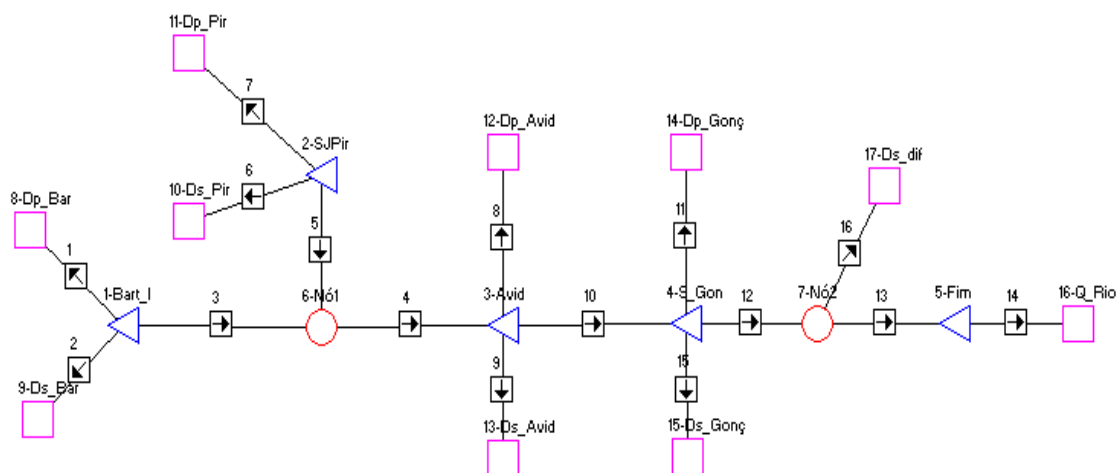 11-Dp_Pir
7
12-Dp_Avid
14-Dp_Gonç
2-SJPir
17-Ds_dif
6
10-Ds_Pir
8-Dp_Bar
5
8
11
16
1
1-Bart_I
3
6-Nó1
4
3-Avid
10
4-S_Gon
12
7-Nó2
13
5-Fim
14
16-Q_Rio
2
9
15
9-Ds_Bar
13-Ds_Avid
15-Ds_Gonç